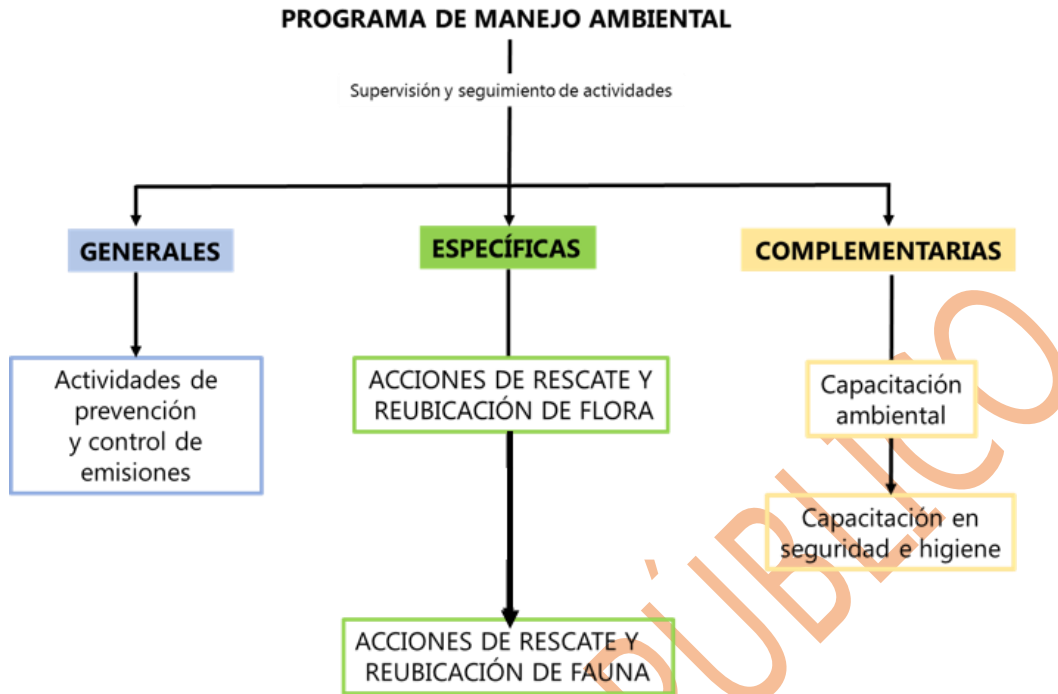 PROGRAMA DE MANEJO AMBIENTAL
Supervisión y seguimiento de actividades
GENERALES
ESPECÍFICAS
COMPLEMENTARIAS
Actividades de
prevención
y control de
emisiones
ACCIONES DE RESCATE Y
REUBICACIÓN DE FLORA
Capacitación
ambiental
Capacitación en
seguridad e higiene
ACCIONES DE RESCATE Y
REUBICACIÓN DE FAUNA
PÚBLICO